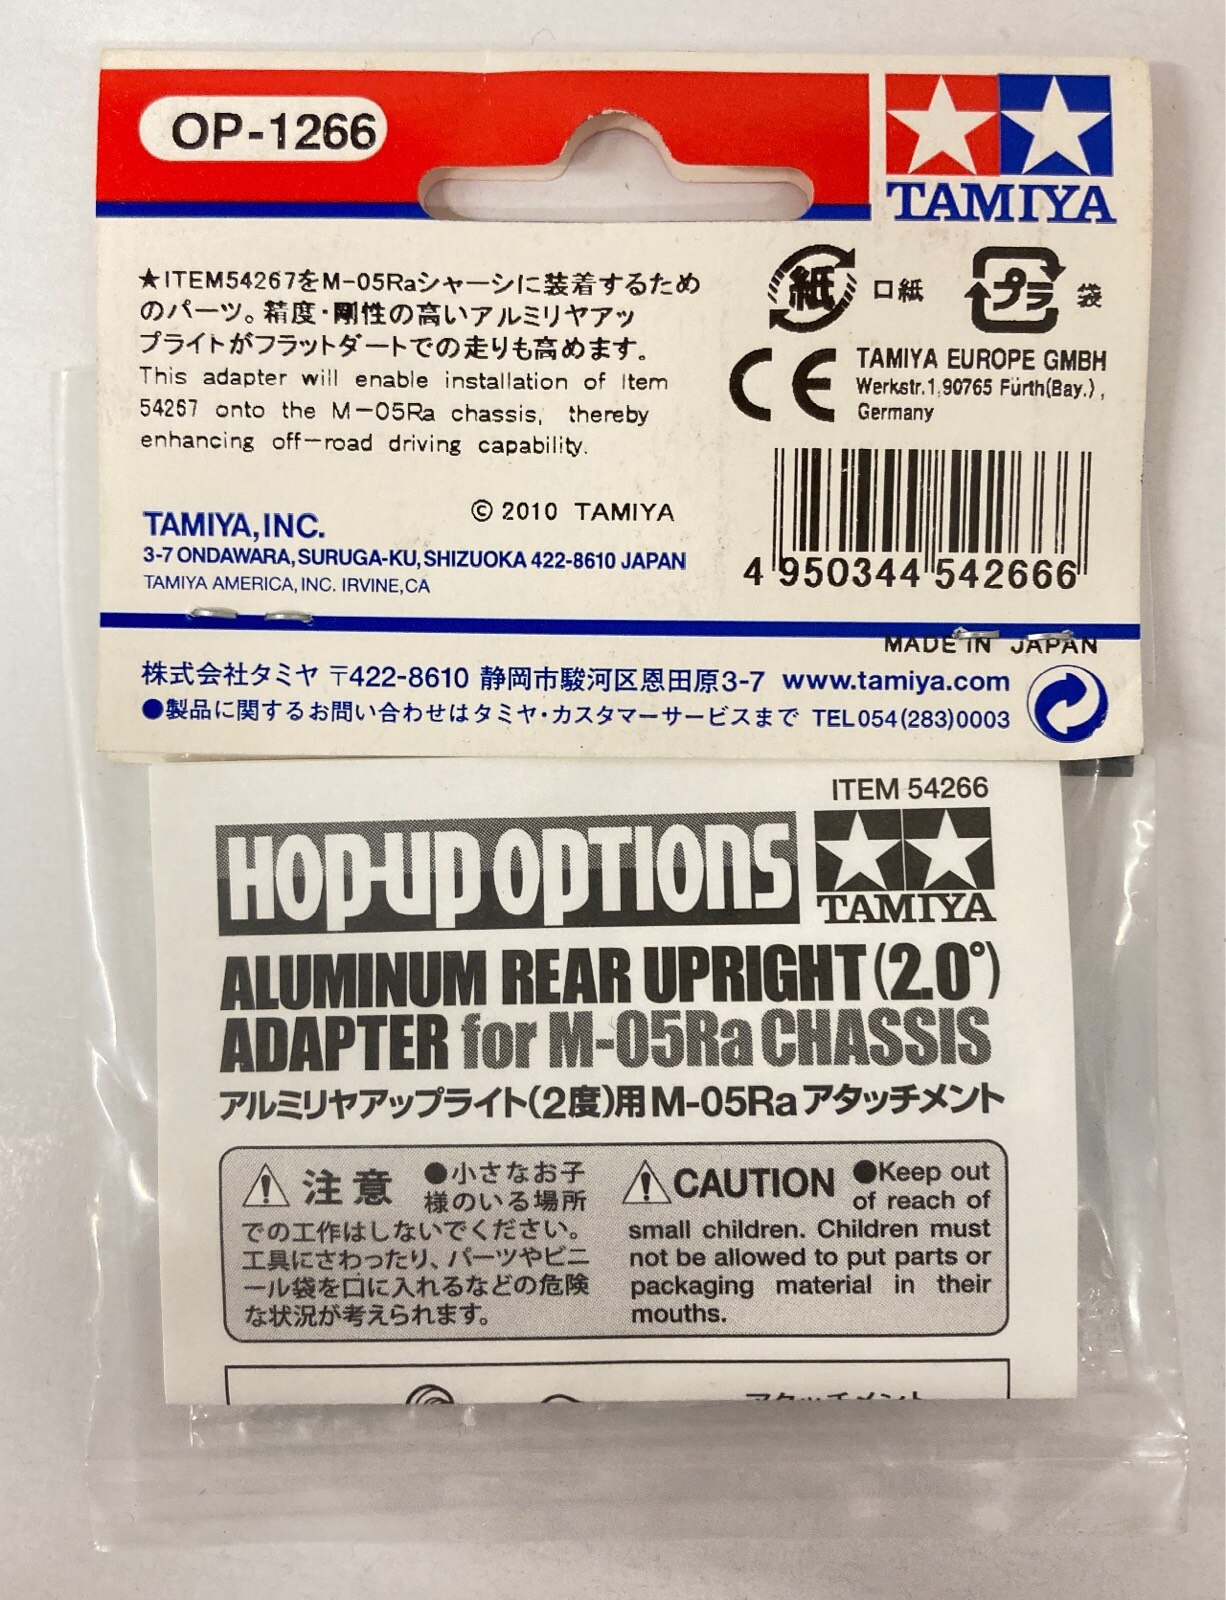 OP-1266
TAMIYA
★ITEM54267をM-05Raシャーシに装着するため
のパーツ。精度・剛性の高いアルミリヤアッ
プライトがフラットダートでの走りも高めます。
This adapter will enable installation of Item
54267 onto the M-05Ra chassis, thereby
enhancing off-road driving capability.
紙 口紙
プラ 袋
CE
TAMIYA EUROPE GMBH
Werkstr.1,90765 Fürth(Bay.),
Germany
© 2010 TAMIYA
TAMIYA,INC.
3-7 ONDAWARA,SURUGA-KU,SHIZUOKA 422-8610 JAPAN
TAMIYA AMERICA,INC. IRVINE,CA
4 950344 542666
MADE IN JAPAN
株式会社タミヤ 〒422-8610 静岡市駿河区恩田原3-7 www.tamiya.com
●製品に関するお問い合わせはタミヤ・カスタマーサービスまで TEL054(283)0003
ITEM 54266
HOP-UP OPTIONS
TAMIYA
ALUMINUM REAR UPRIGHT (2.0°)
ADAPTER for M-05Ra CHASSIS
アルミリヤアップライト(2度)用M-05Raアタッチメント
注意 ●小さなお子
様のいる場所
での工作はしないでください。
工具にさわったり、パーツやビニ
ール袋を口に入れるなどの危険
な状況が考えられます。
CAUTION ●Keep out
of reach of
small children. Children must
not be allowed to put parts or
packaging material in their
mouths.
アタッチメント